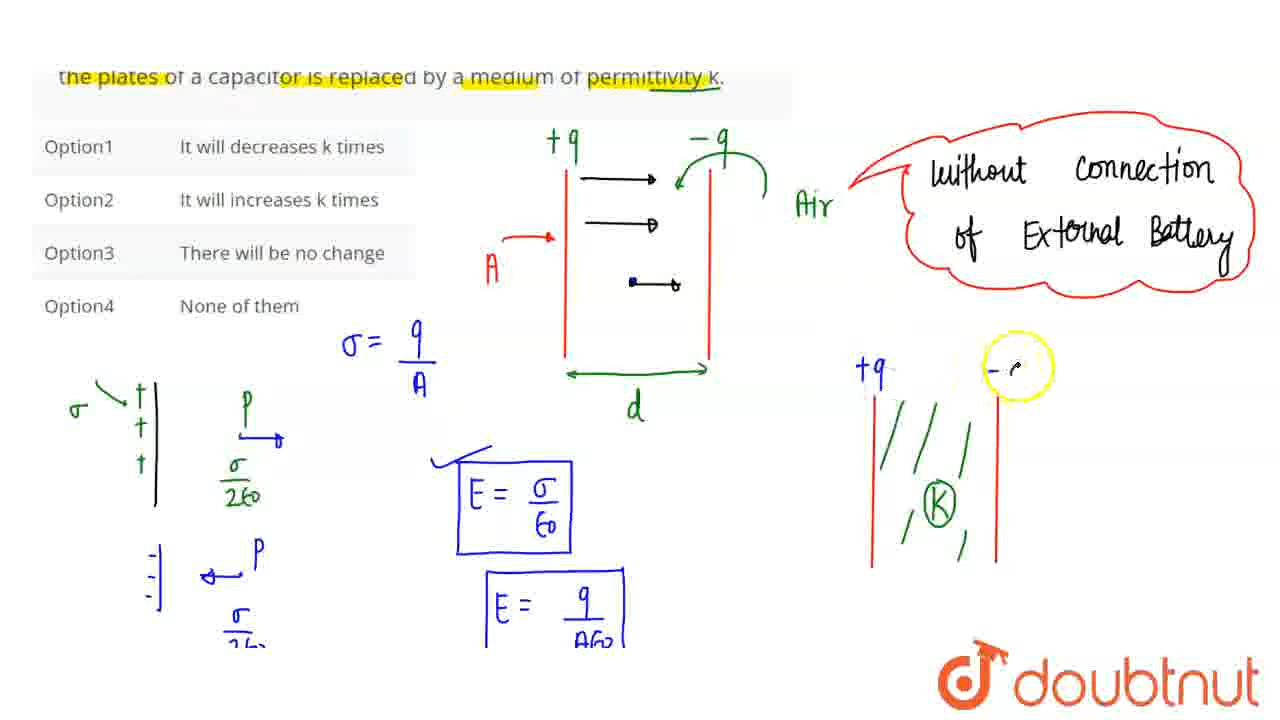 the plates of a capacitor is replaced by a medium of permittivity k.
Option1 It will decreases k times
Option2 It will increases k times
Option3 There will be no change
Option4 None of them
+q -q
A
d
Air
Without connection
of External Battery
σ = q/A
σ + + +
P
σ/2ε0
- - -
P
σ/2ε0
E = σ/ε0
E = q/Aε0
+q -
K
doubtnut